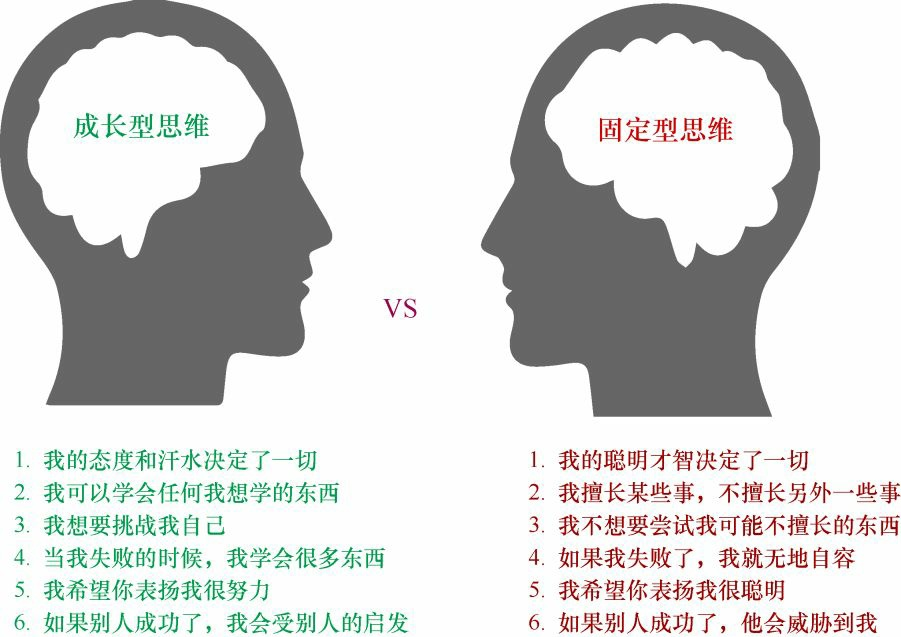 成长型思维
固定型思维
VS
1. 我的态度和汗水决定了一切
2. 我可以学会任何我想学的东西
3. 我想要挑战我自己
4. 当我失败的时候，我学会很多东西
5. 我希望你表扬我很努力
6. 如果别人成功了，我会受别人的启发
1. 我的聪明才智决定了一切
2. 我擅长某些事，不擅长另外一些事
3. 我不想要尝试我可能不擅长的东西
4. 如果我失败了，我就无地自容
5. 我希望你表扬我很聪明
6. 如果别人成功了，他会威胁到我